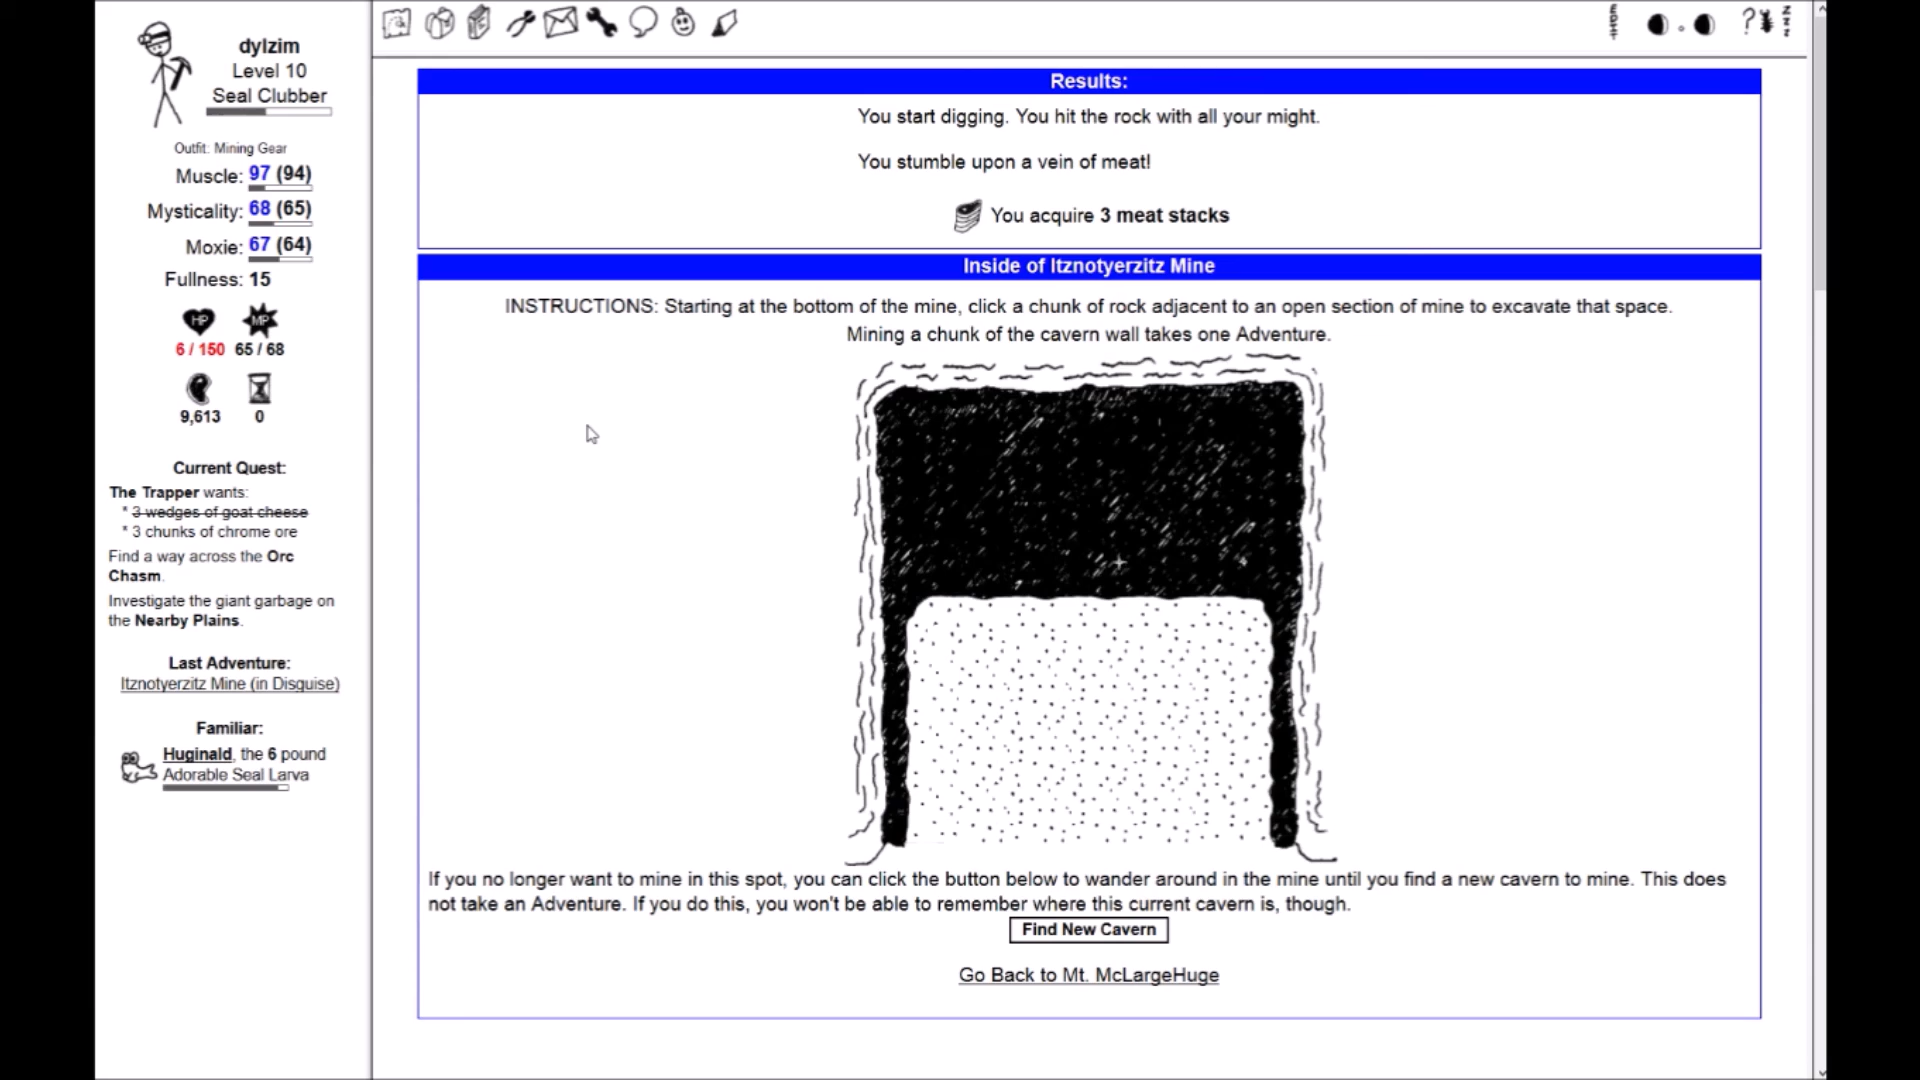 dylzim
Level 10
Seal Clubber
Outfit: Mining Gear
Muscle: 97 (94)
Mysticality: 68 (65)
Moxie: 67 (64)
Fullness: 15
HP MP
6 / 150 65 / 68
9,613 0
Current Quest:
The Trapper wants:
* 3 wedges of goat cheese
* 3 chunks of chrome ore
Find a way across the Orc
Chasm.
Investigate the giant garbage on
the Nearby Plains.
Last Adventure:
Itznotyerzitz Mine (in Disguise)
Familiar:
Huginald, the 6 pound
Adorable Seal Larva
Results:
You start digging. You hit the rock with all your might.
You stumble upon a vein of meat!
You acquire 3 meat stacks
Inside of Itznotyerzitz Mine
INSTRUCTIONS: Starting at the bottom of the mine, click a chunk of rock adjacent to an open section of mine to excavate that space.
Mining a chunk of the cavern wall takes one Adventure.
If you no longer want to mine in this spot, you can click the button below to wander around in the mine until you find a new cavern to mine. This does
not take an Adventure. If you do this, you won't be able to remember where this current cavern is, though.
Find New Cavern
Go Back to Mt. McLargeHuge